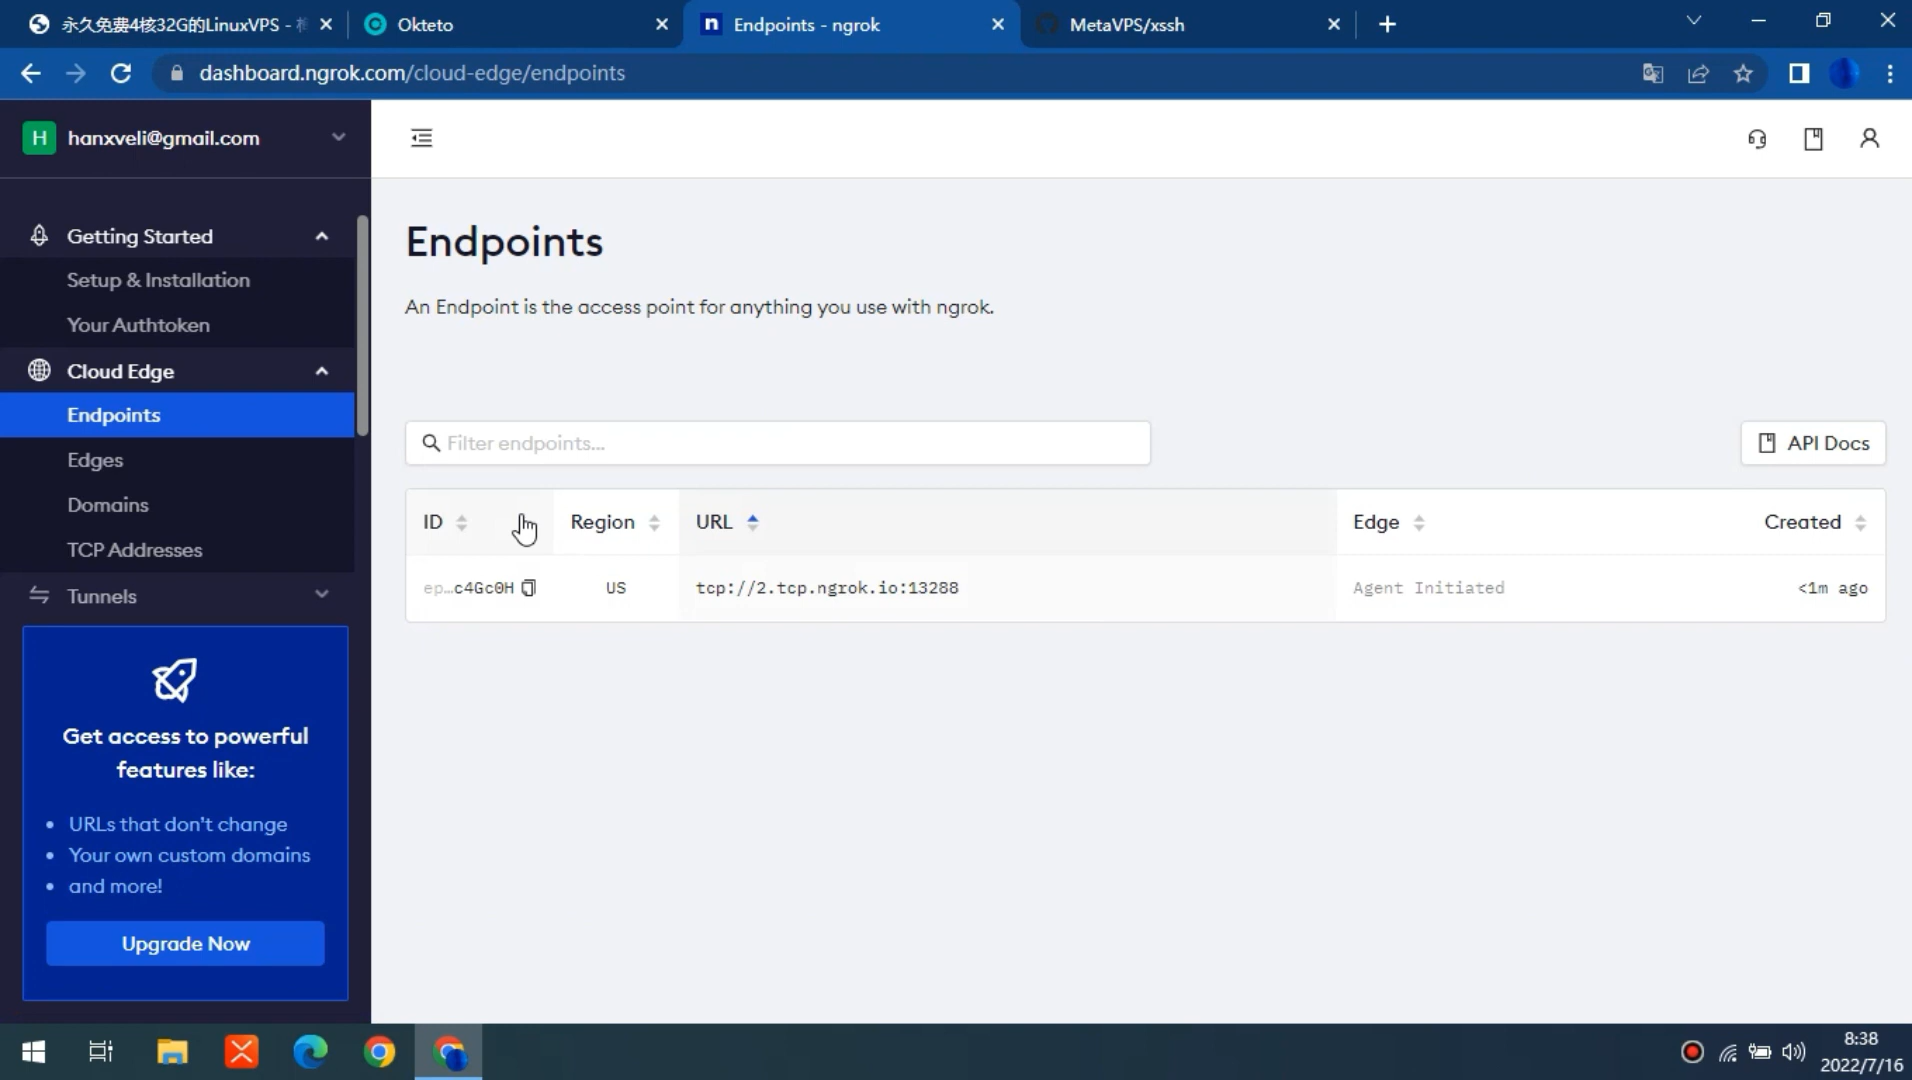 永久免费4核32G的LinuxVPS -
Okteto
Endpoints - ngrok
MetaVPS/xssh
dashboard.ngrok.com/cloud-edge/endpoints
H hanxveli@gmail.com
Getting Started
Setup & Installation
Your Authtoken
Cloud Edge
Endpoints
Edges
Domains
TCP Addresses
Tunnels
Get access to powerful
features like:
• URLs that don't change
• Your own custom domains
• and more!
Upgrade Now
Endpoints
An Endpoint is the access point for anything you use with ngrok.
Filter endpoints...
API Docs
ID Region URL Edge Created
ep…c4Gc0H US tcp://2.tcp.ngrok.io:13288 Agent Initiated <1m ago
8:38
2022/7/16